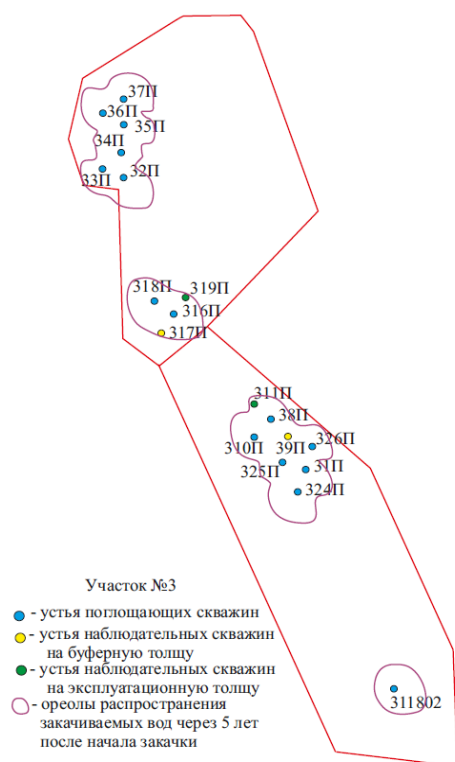 37П
36П
35П
34П
33П
32П
318П
319П
316П
317П
311П
38П
326П
310П
39П
325П
31П
324П
Участок №3
- устья поглощающих скважин
- устья наблюдательных скважин
на буферную толщу
- устья наблюдательных скважин
на эксплуатационную толщу
- ореолы распространения
закачиваемых вод через 5 лет
после начала закачки
311802